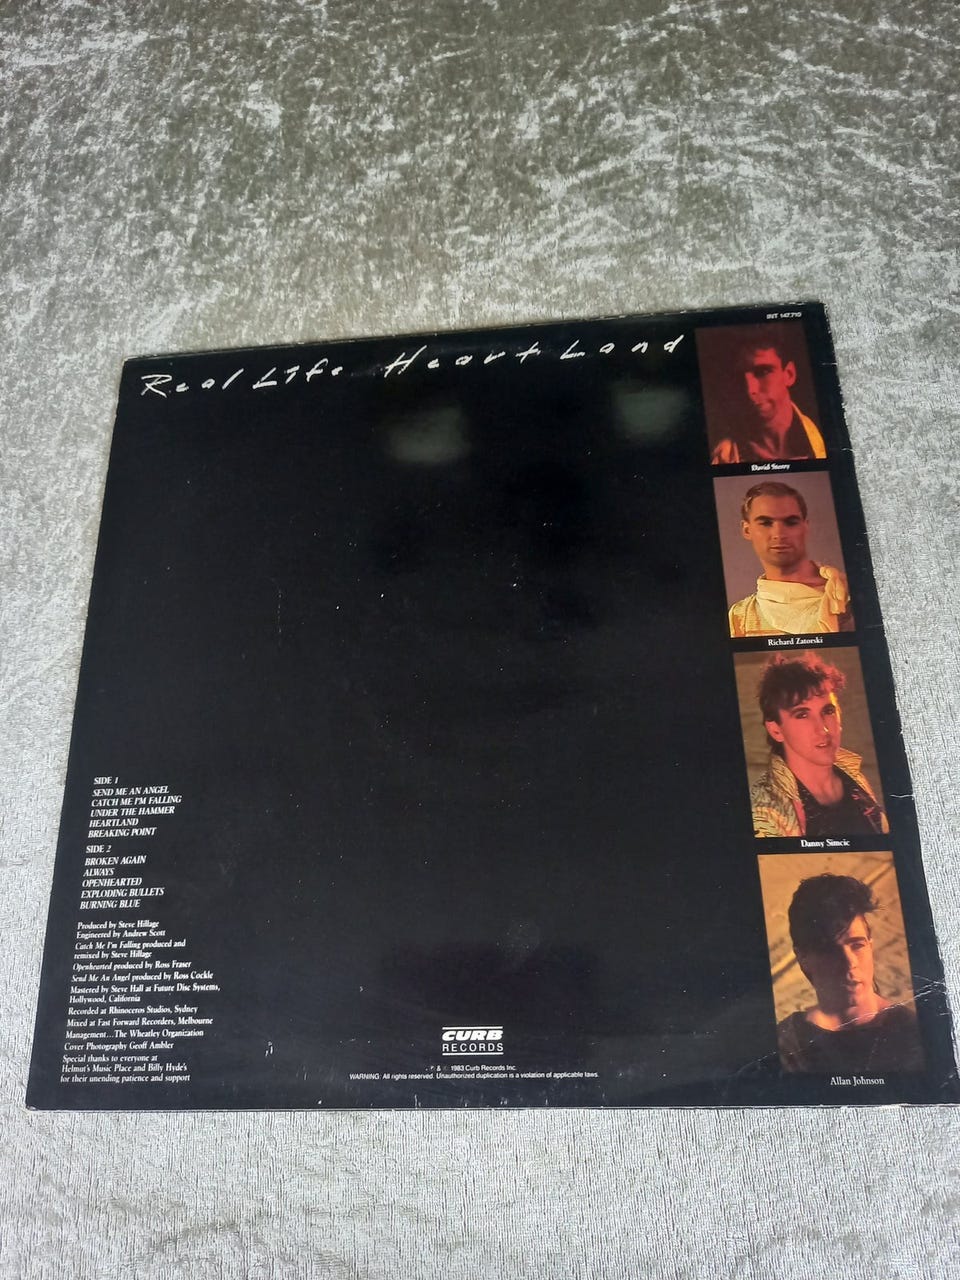 INT 147.710
Real Life Heart Land
David Sterry
Richard Zatorski
Danny Simcic
Allan Johnson
SIDE 1
SEND ME AN ANGEL
CATCH ME I'M FALLING
UNDER THE HAMMER
HEARTLAND
BREAKING POINT
SIDE 2
BROKEN AGAIN
ALWAYS
OPENHEARTED
EXPLODING BULLETS
BURNING BLUE
Produced by Steve Hillage
Engineered by Andrew Scott
Catch Me I'm Falling produced and
remixed by Steve Hillage
Openhearted produced by Ross Fraser
Send Me An Angel produced by Ross Cockle
Mastered by Steve Hall at Future Disc Systems,
Hollywood, California
Recorded at Rhinoceros Studios, Sydney
Mixed at Fast Forward Recorders, Melbourne
Management...The Wheatley Organization
Cover Photography Geoff Ambler
Special thanks to everyone at
Helmut's Music Place and Billy Hyde's
for their unending patience and support
CURB
RECORDS
℗ & © 1983 Curb Records Inc.
WARNING: All rights reserved. Unauthorized duplication is a violation of applicable laws.